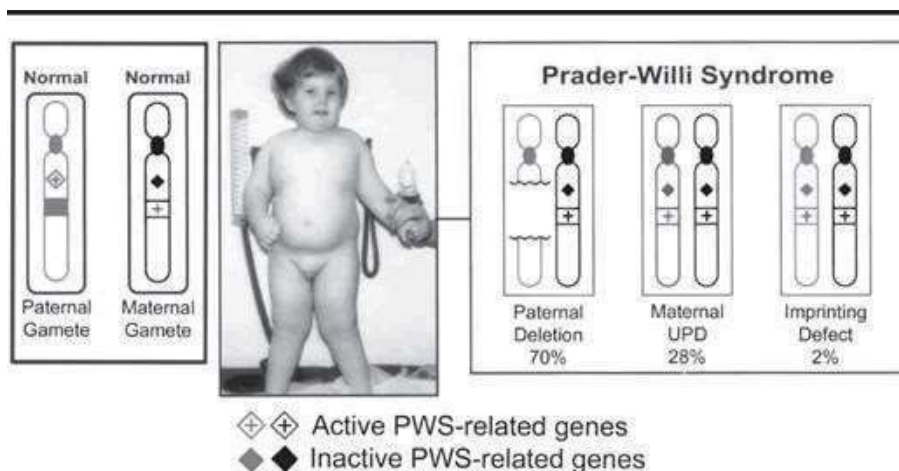 Normal
Normal
Paternal
Gamete
Maternal
Gamete
Prader-Willi Syndrome
Paternal
Deletion
70%
Maternal
UPD
28%
Imprinting
Defect
2%
Active PWS-related genes
Inactive PWS-related genes